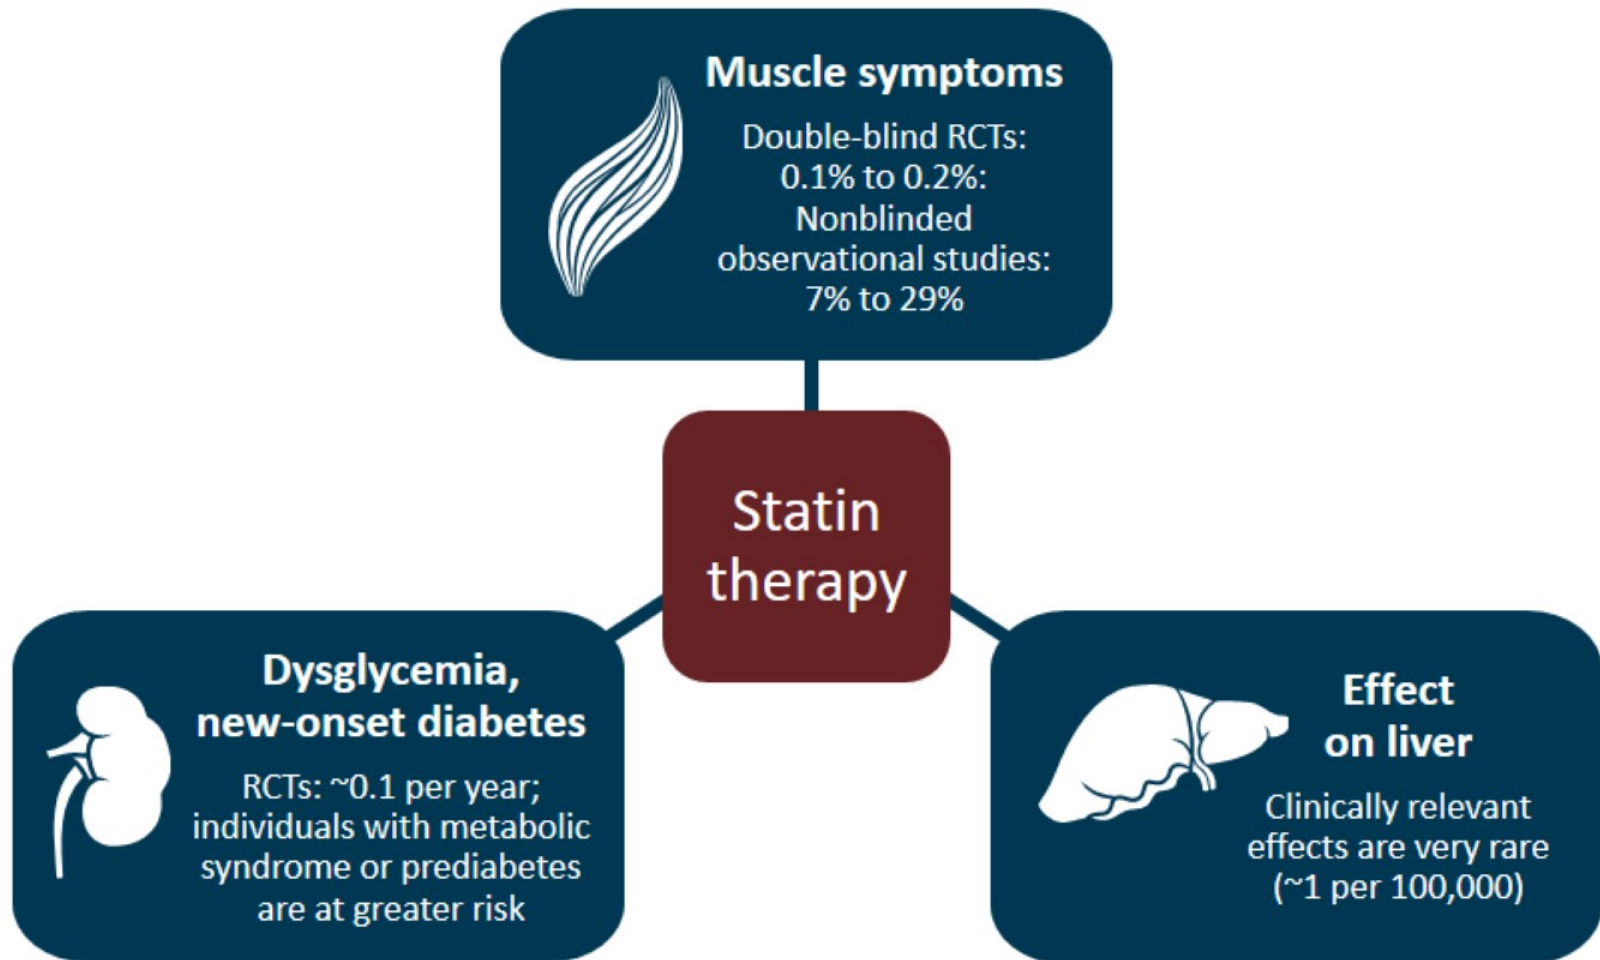 Muscle symptoms
Double-blind RCTs:
0.1% to 0.2%:
Nonblinded
observational studies:
7% to 29%
Statin
therapy
Dysglycemia,
new-onset diabetes
RCTs: ~0.1 per year;
individuals with metabolic
syndrome or prediabetes
are at greater risk
Effect
on liver
Clinically relevant
effects are very rare
(~1 per 100,000)